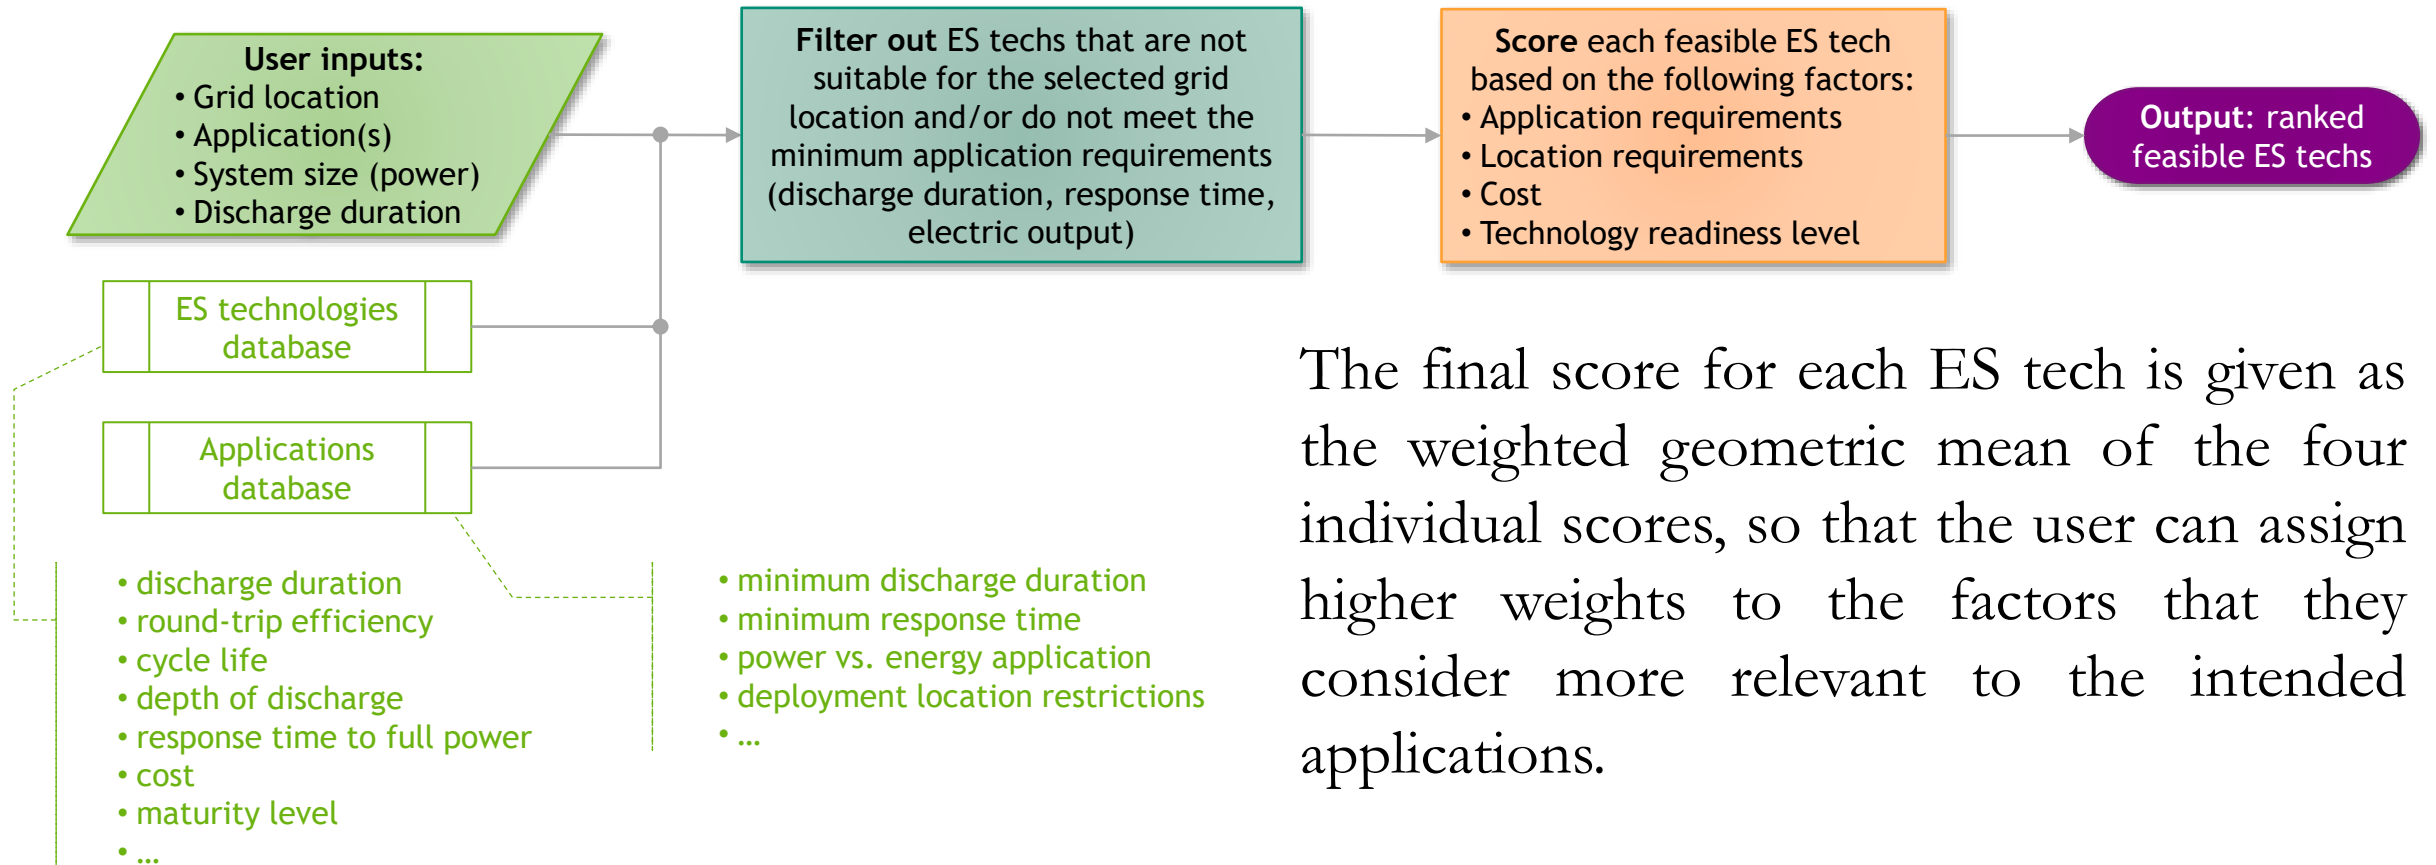 User inputs:
• Grid location
• Application(s)
• System size (power)
• Discharge duration
Filter out ES techs that are not
suitable for the selected grid
location and/or do not meet the
minimum application requirements
(discharge duration, response time,
electric output)
Score each feasible ES tech
based on the following factors:
• Application requirements
• Location requirements
• Cost
• Technology readiness level
Output: ranked
feasible ES techs
ES technologies
database
Applications
database
• discharge duration
• round-trip efficiency
• cycle life
• depth of discharge
• response time to full power
• cost
• maturity level
• ...
• minimum discharge duration
• minimum response time
• power vs. energy application
• deployment location restrictions
• ...
The final score for each ES tech is given as
the weighted geometric mean of the four
individual scores, so that the user can assign
higher weights to the factors that they
consider more relevant to the intended
applications.